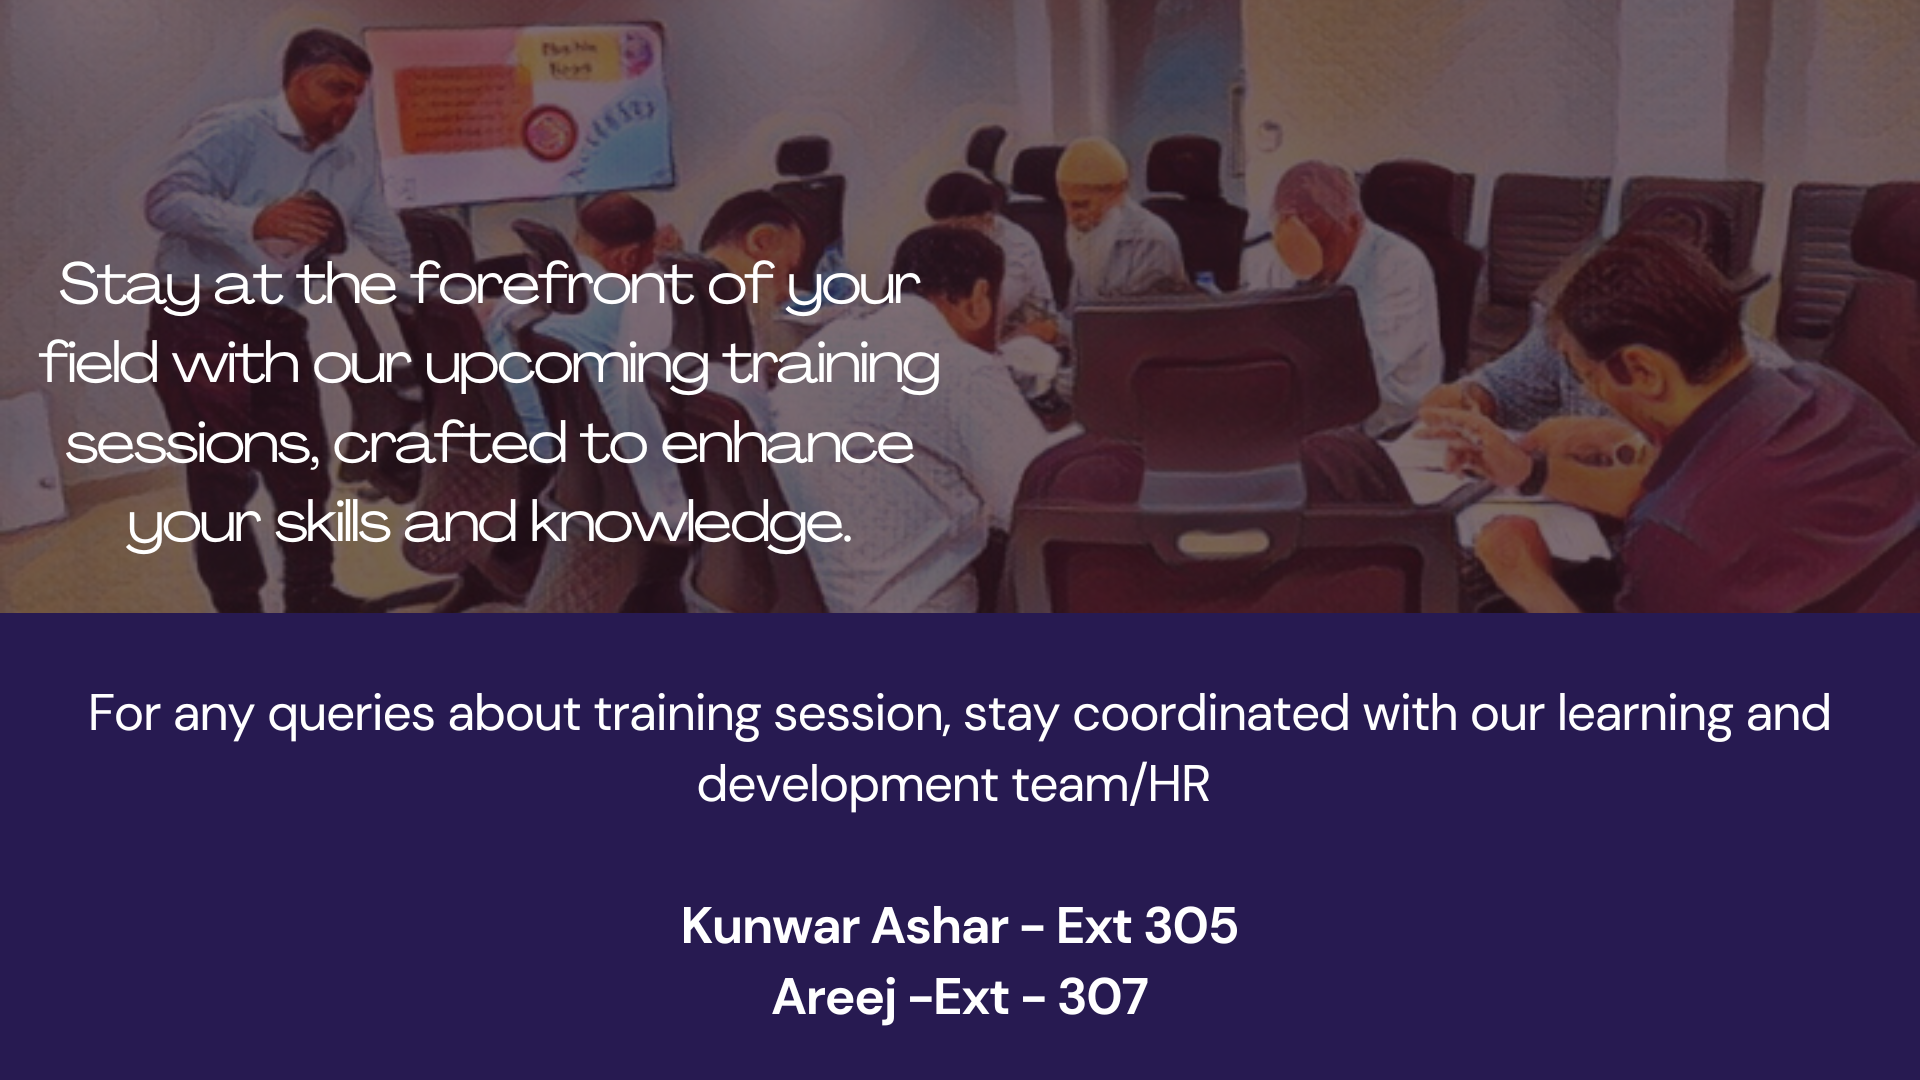 Stay at the forefront of your
field with our upcoming training
sessions, crafted to enhance
your skills and knowledge.
For any queries about training session, stay coordinated with our learning and
development team/HR
Kunwar Ashar - Ext 305
Areej -Ext - 307